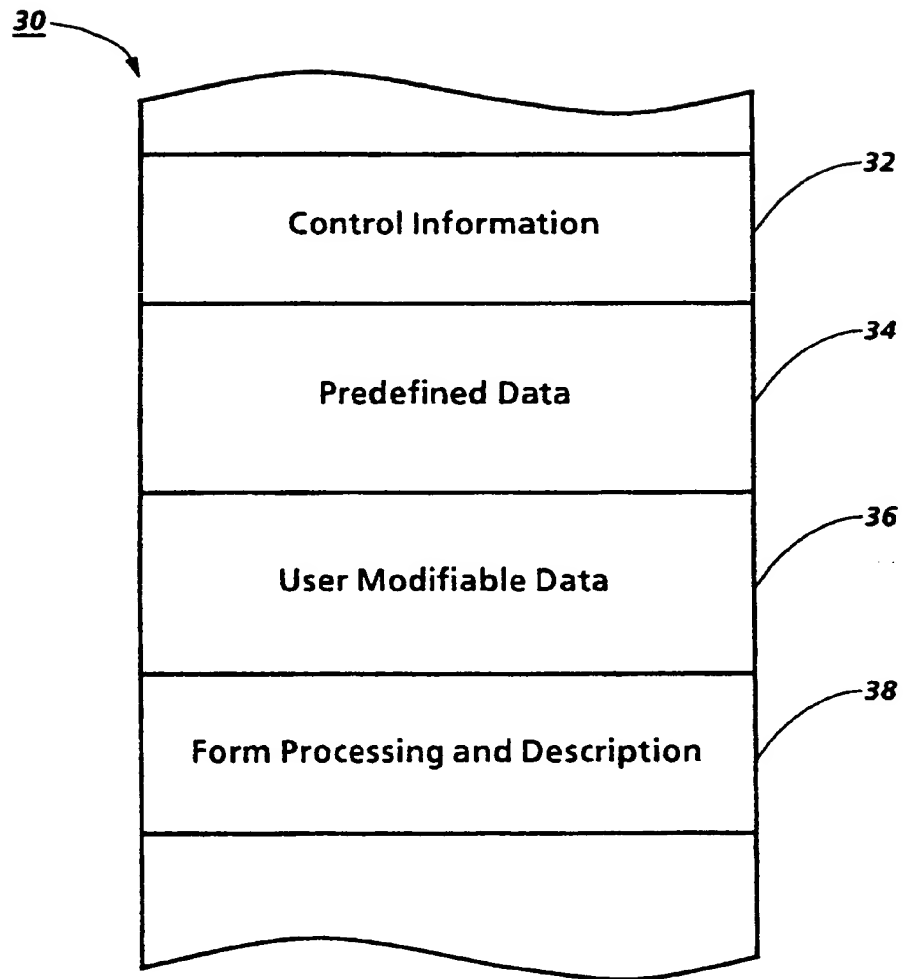 30
32
Control Information
34
Predefined Data
36
User Modifiable Data
38
Form Processing and Description